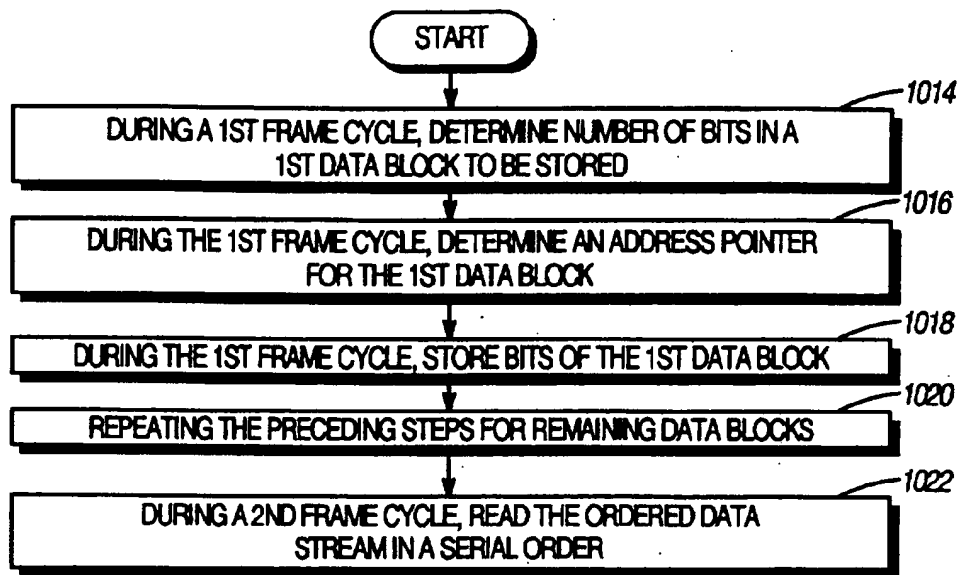 START
1014
DURING A 1ST FRAME CYCLE, DETERMINE NUMBER OF BITS IN A
1ST DATA BLOCK TO BE STORED
1016
DURING THE 1ST FRAME CYCLE, DETERMINE AN ADDRESS POINTER
FOR THE 1ST DATA BLOCK
1018
DURING THE 1ST FRAME CYCLE, STORE BITS OF THE 1ST DATA BLOCK
1020
REPEATING THE PRECEDING STEPS FOR REMAINING DATA BLOCKS
1022
DURING A 2ND FRAME CYCLE, READ THE ORDERED DATA
STREAM IN A SERIAL ORDER